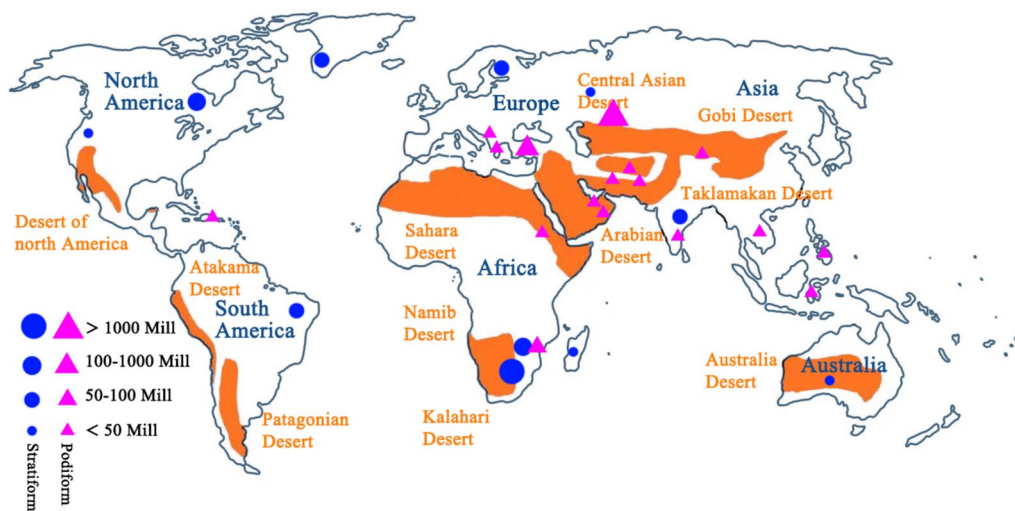 North
America
Europe
Central Asian
Desert
Asia
Gobi Desert
Desert of
north America
Atakama
Desert
South
America
Sahara
Desert
Africa
Arabian
Desert
Taklamakan Desert
Namib
Desert
Kalahari
Desert
Patagonian
Desert
Australia
Desert
Australia
> 1000 Mill
100-1000 Mill
50-100 Mill
< 50 Mill
Stratiform
Podiform